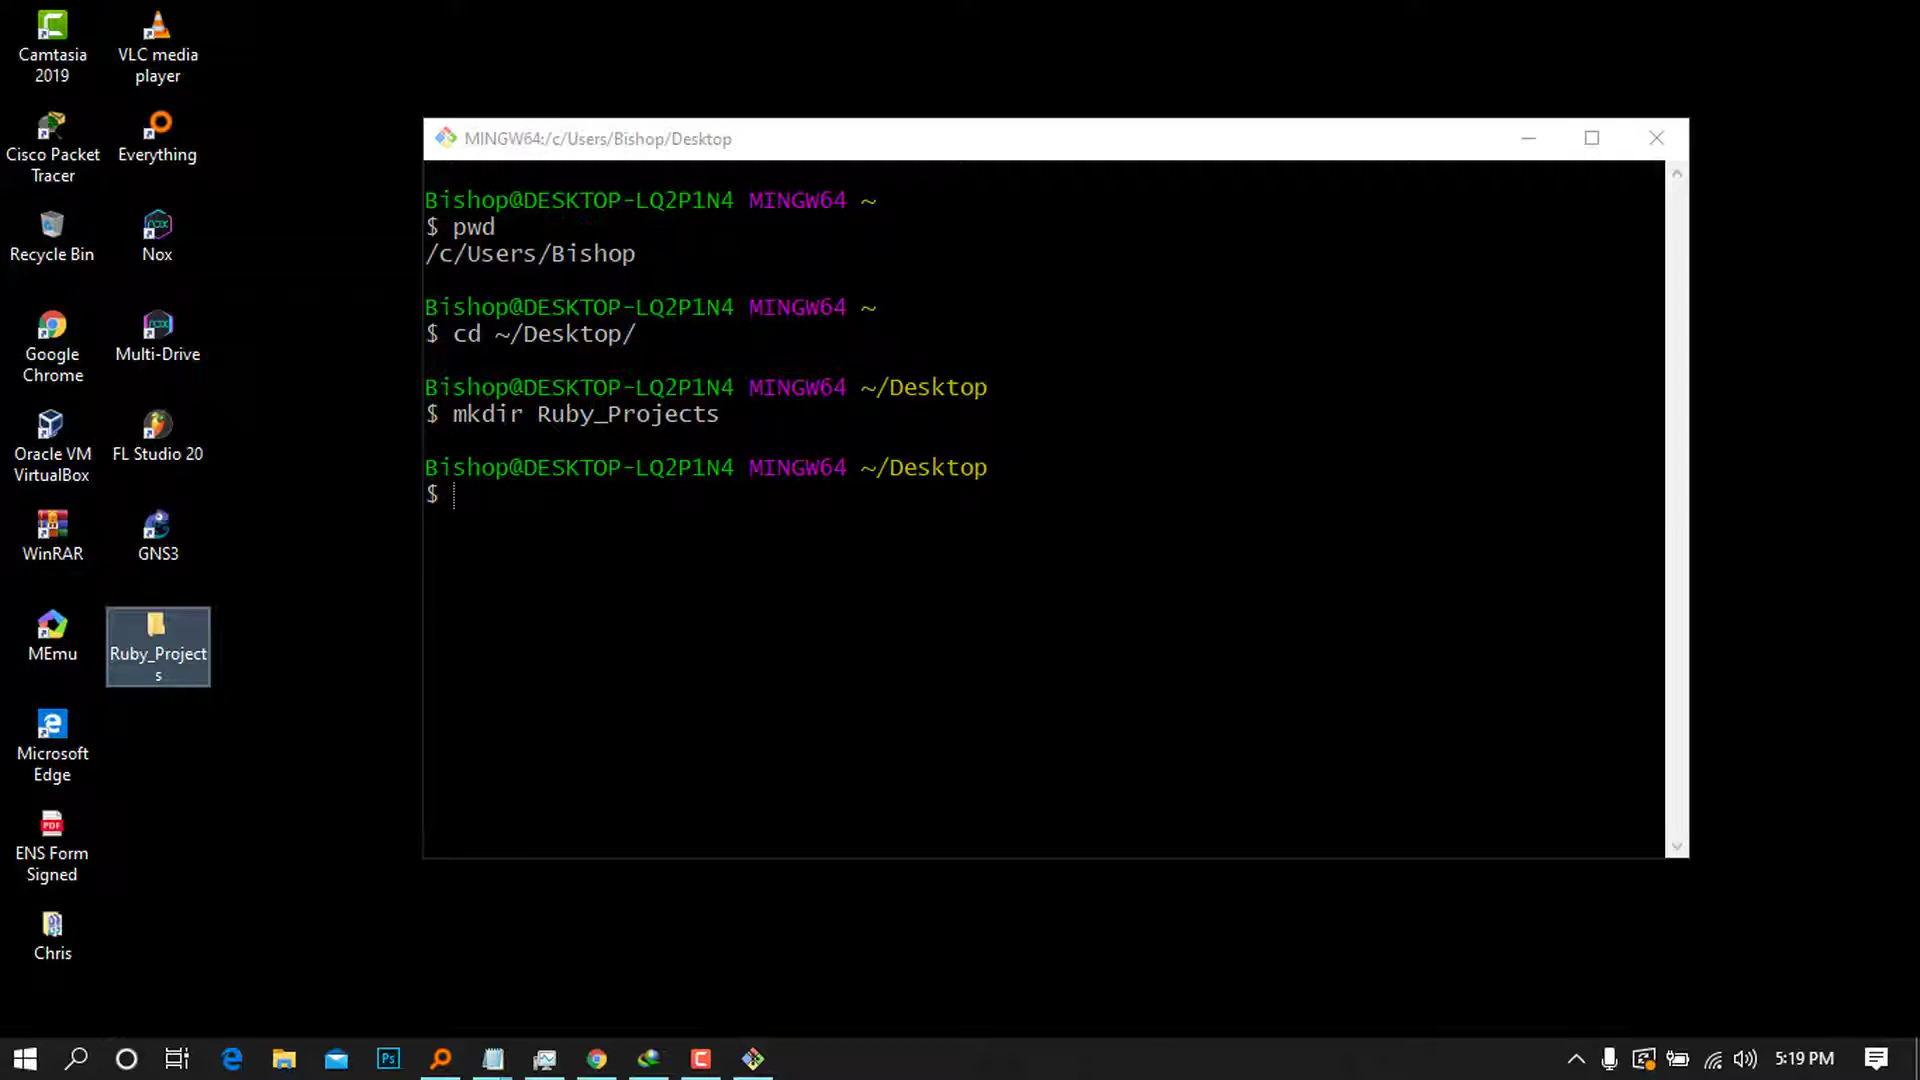 Camtasia
2019
VLC media
player
Cisco Packet
Tracer
Everything
Recycle Bin
Nox
Google
Chrome
Multi-Drive
Oracle VM
VirtualBox
FL Studio 20
WinRAR
GNS3
MEmu
Ruby_Project
s
Microsoft
Edge
PDF
ENS Form
Signed
Chris
MINGW64:/c/Users/Bishop/Desktop
Bishop@DESKTOP-LQ2P1N4 MINGW64 ~
$ pwd
/c/Users/Bishop
Bishop@DESKTOP-LQ2P1N4 MINGW64 ~
$ cd ~/Desktop/
Bishop@DESKTOP-LQ2P1N4 MINGW64 ~/Desktop
$ mkdir Ruby_Projects
Bishop@DESKTOP-LQ2P1N4 MINGW64 ~/Desktop
$
Ps
5:19 PM